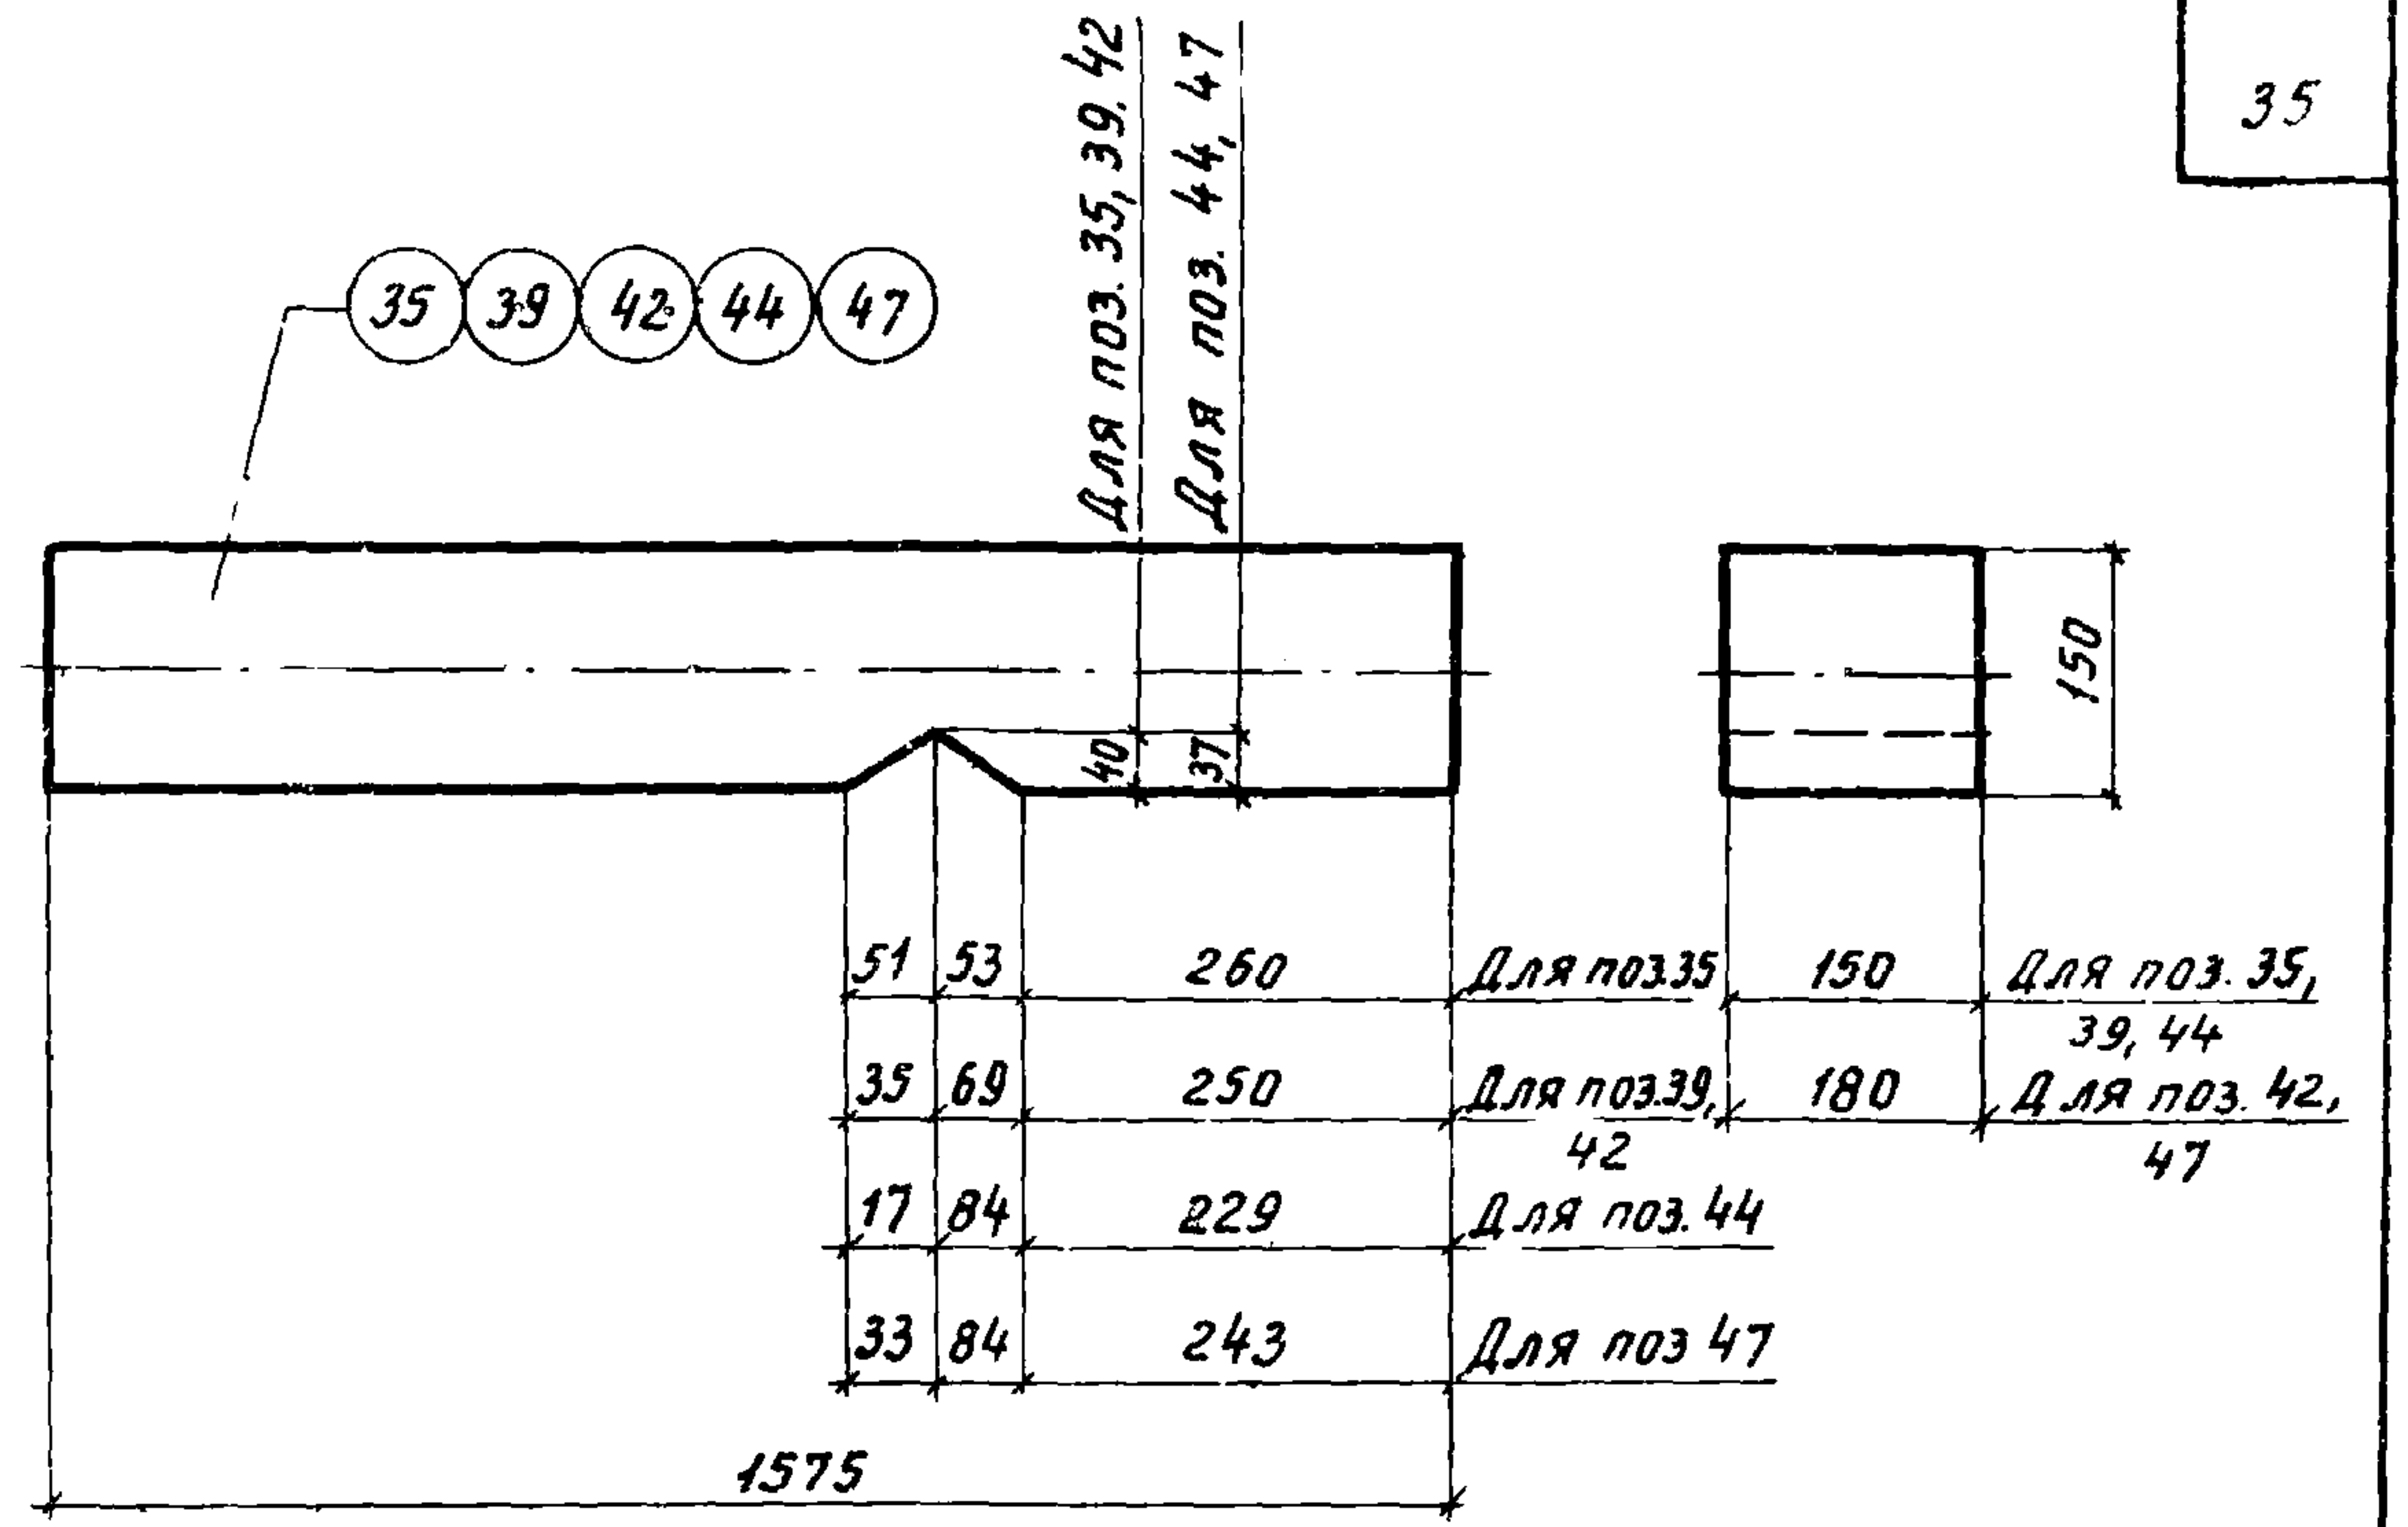 35
Для поз. 35, 39. 42
Для поз. 44, 47
35 39 42 44 47
40
37
150
51 53 260 Для поз.35
150 Для поз. 35,
39, 44
35 69 250 Для поз.39,
42
180 Для поз. 42,
47
17 84 229 Для поз. 44
33 84 243 Для поз 47
1575